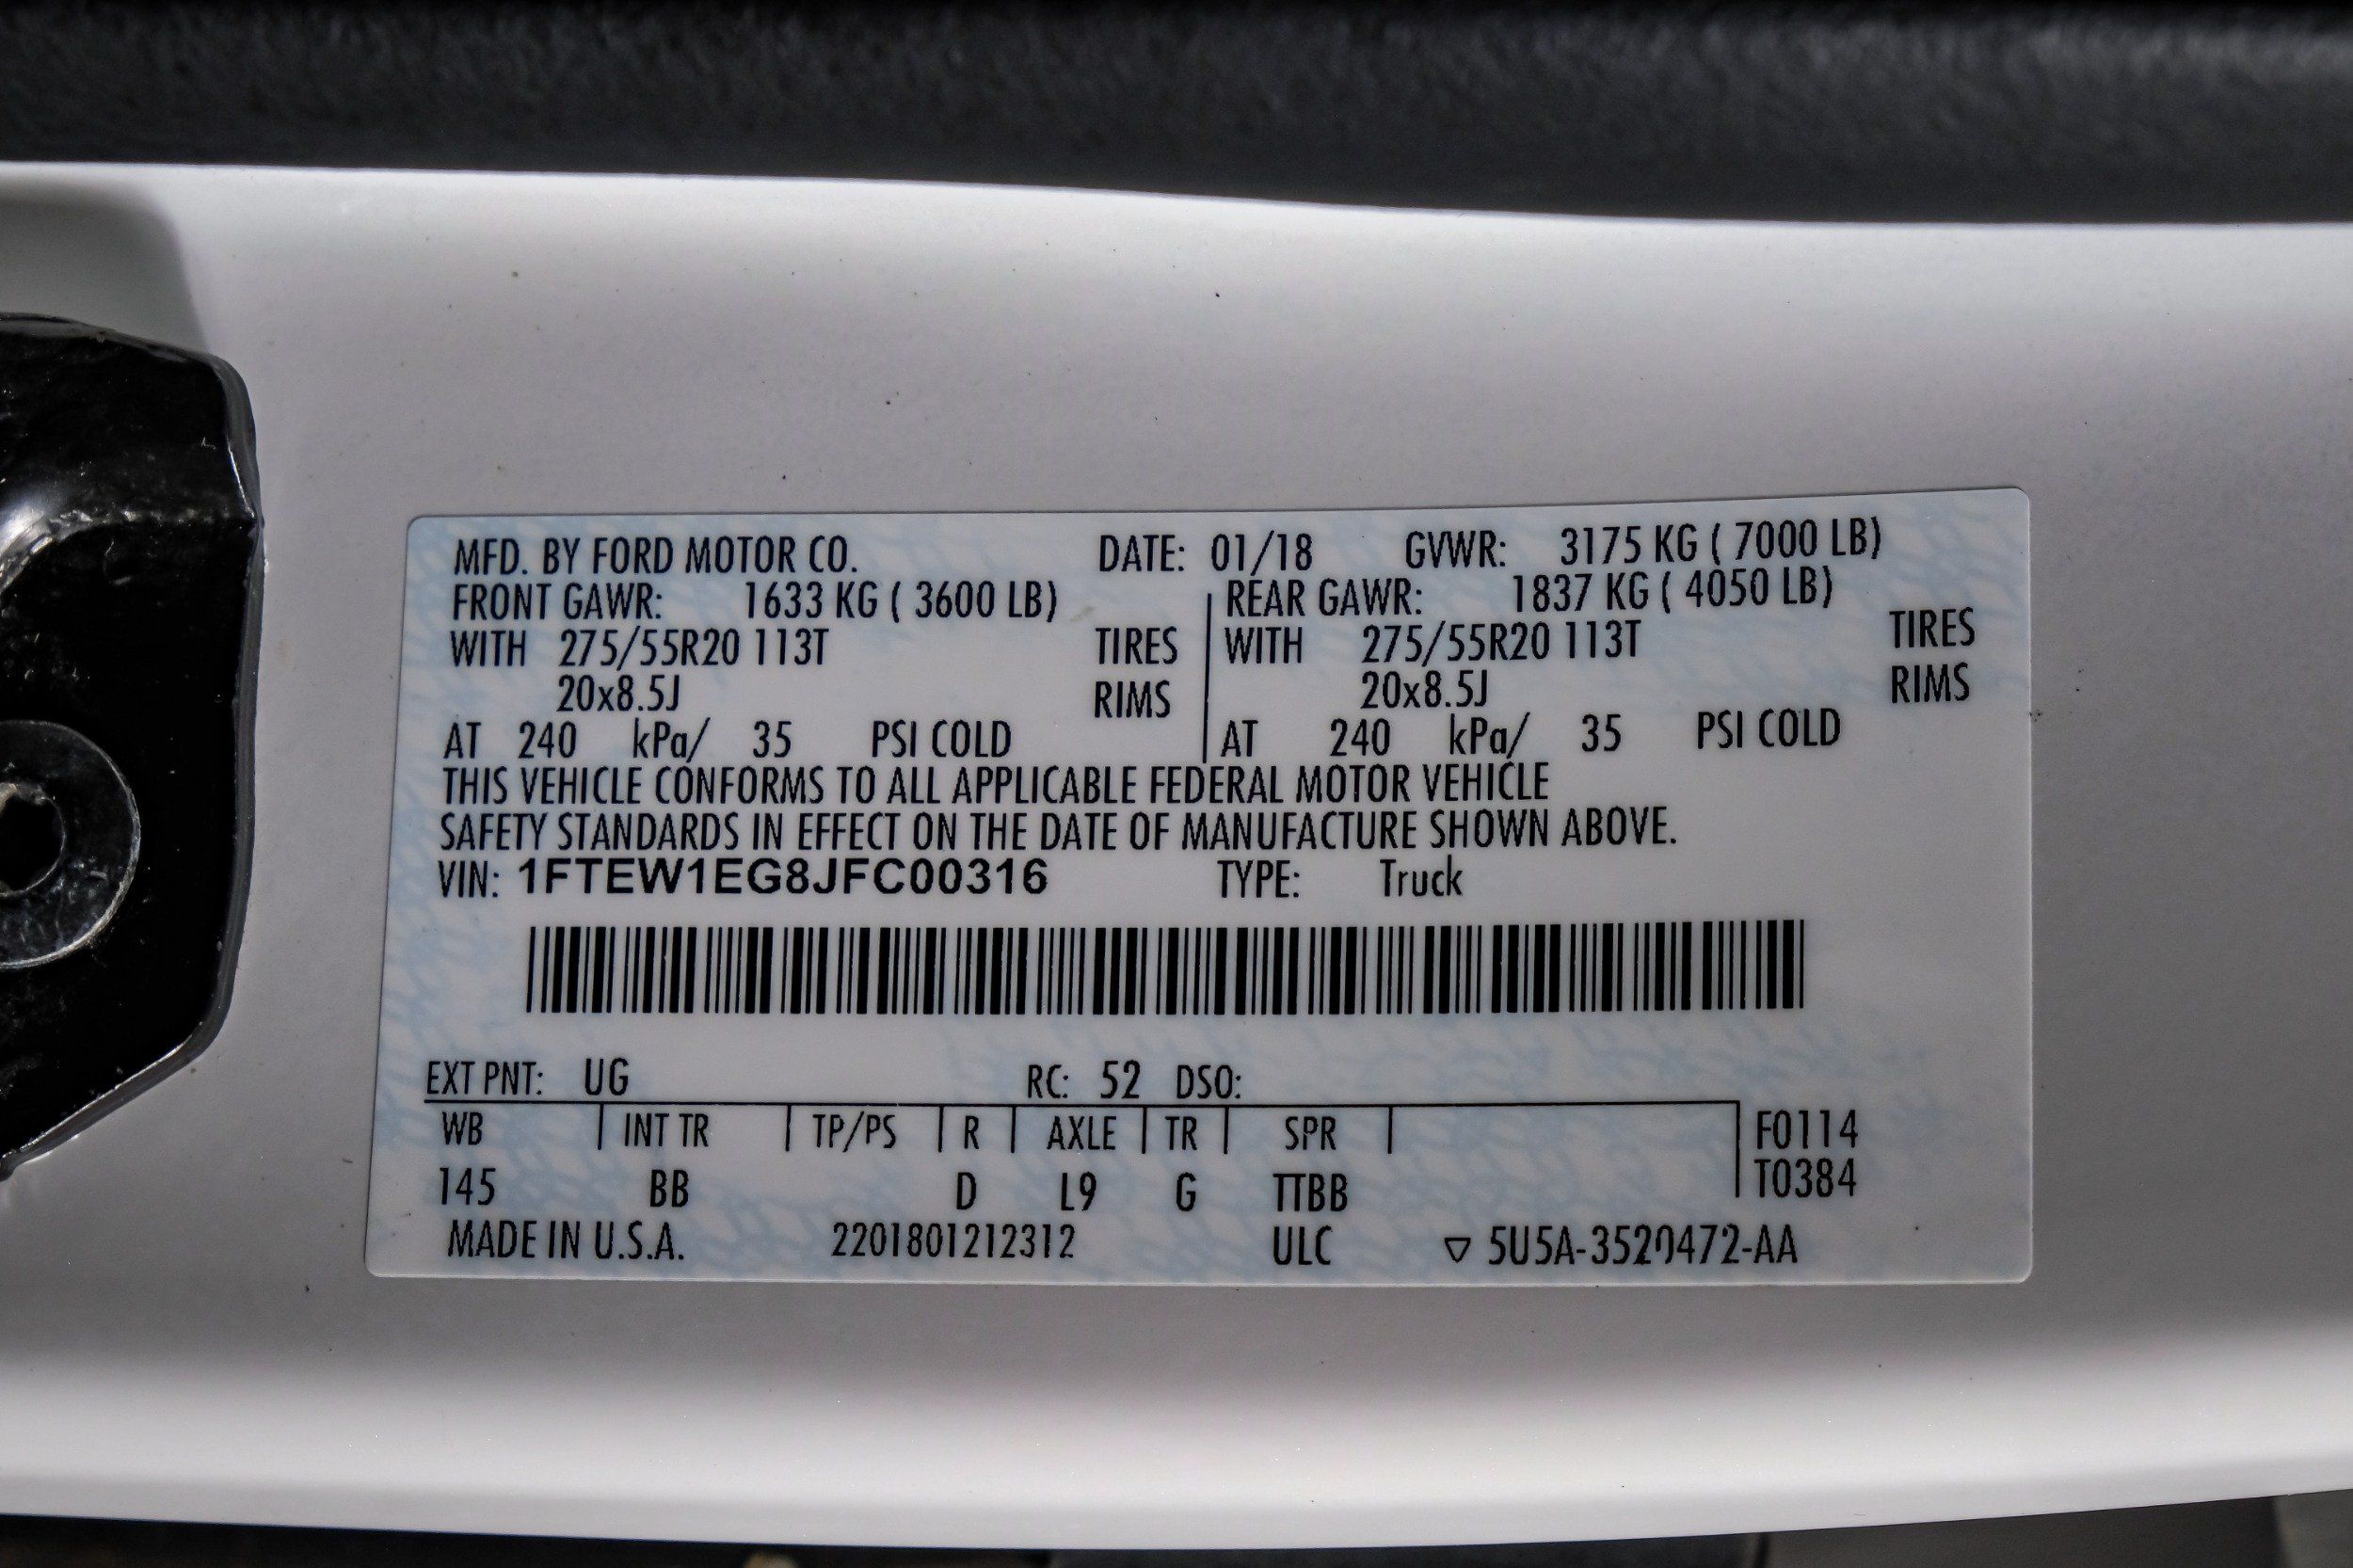 MFD. BY FORD MOTOR CO. DATE: 01/18 GVWR: 3175 KG ( 7000 LB)
FRONT GAWR: 1633 KG ( 3600 LB) REAR GAWR: 1837 KG ( 4050 LB)
WITH 275/55R20 113T TIRES WITH 275/55R20 113T TIRES
20x8.5J RIMS 20x8.5J RIMS
AT 240 kPa/ 35 PSI COLD AT 240 kPa/ 35 PSI COLD
THIS VEHICLE CONFORMS TO ALL APPLICABLE FEDERAL MOTOR VEHICLE
SAFETY STANDARDS IN EFFECT ON THE DATE OF MANUFACTURE SHOWN ABOVE.
VIN: 1FTEW1EG8JFC00316 TYPE: Truck
EXT PNT: UG RC: 52 DSO:
WB INT TR TP/PS R AXLE TR SPR F0114
145 BB D L9 G TTBB T0384
MADE IN U.S.A. 2201801212312 ULC ▽ 5U5A-3520472-AA